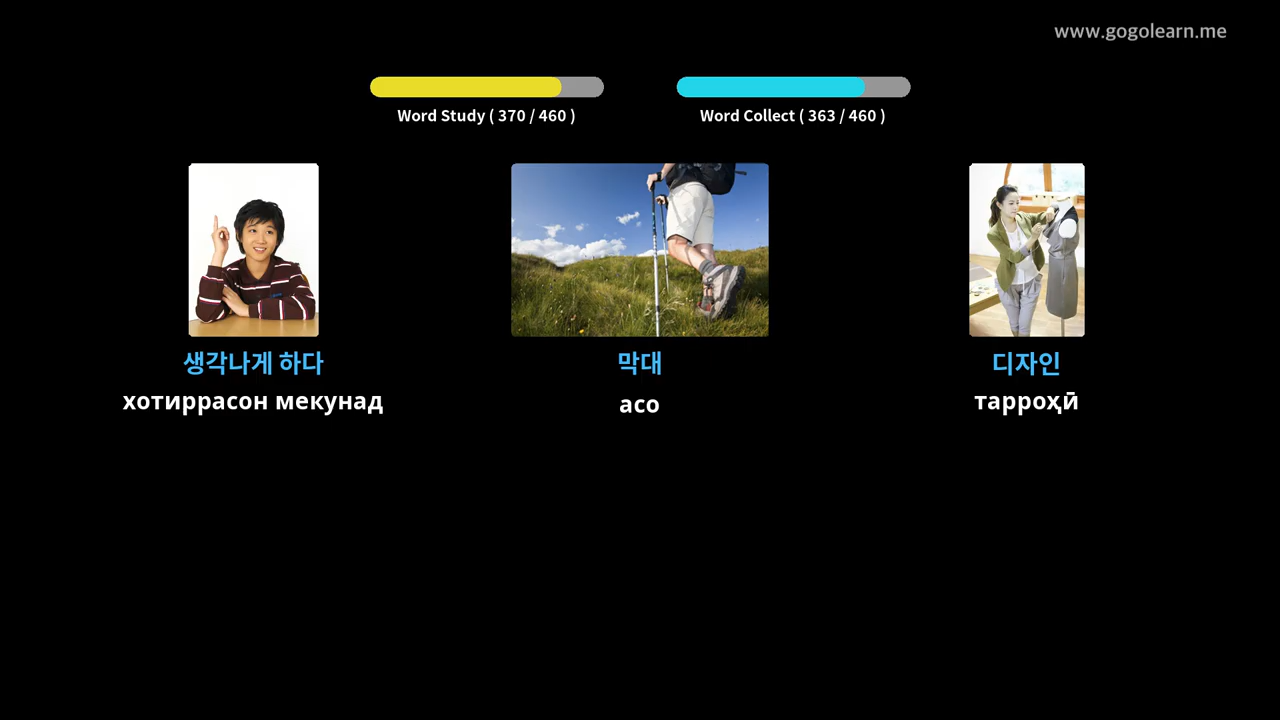 www.gogolearn.me
Word Study ( 370 / 460 )
Word Collect ( 363 / 460 )
생각나게 하다
хотиррасон мекунад
막대
асо
디자인
тарроҳӣ